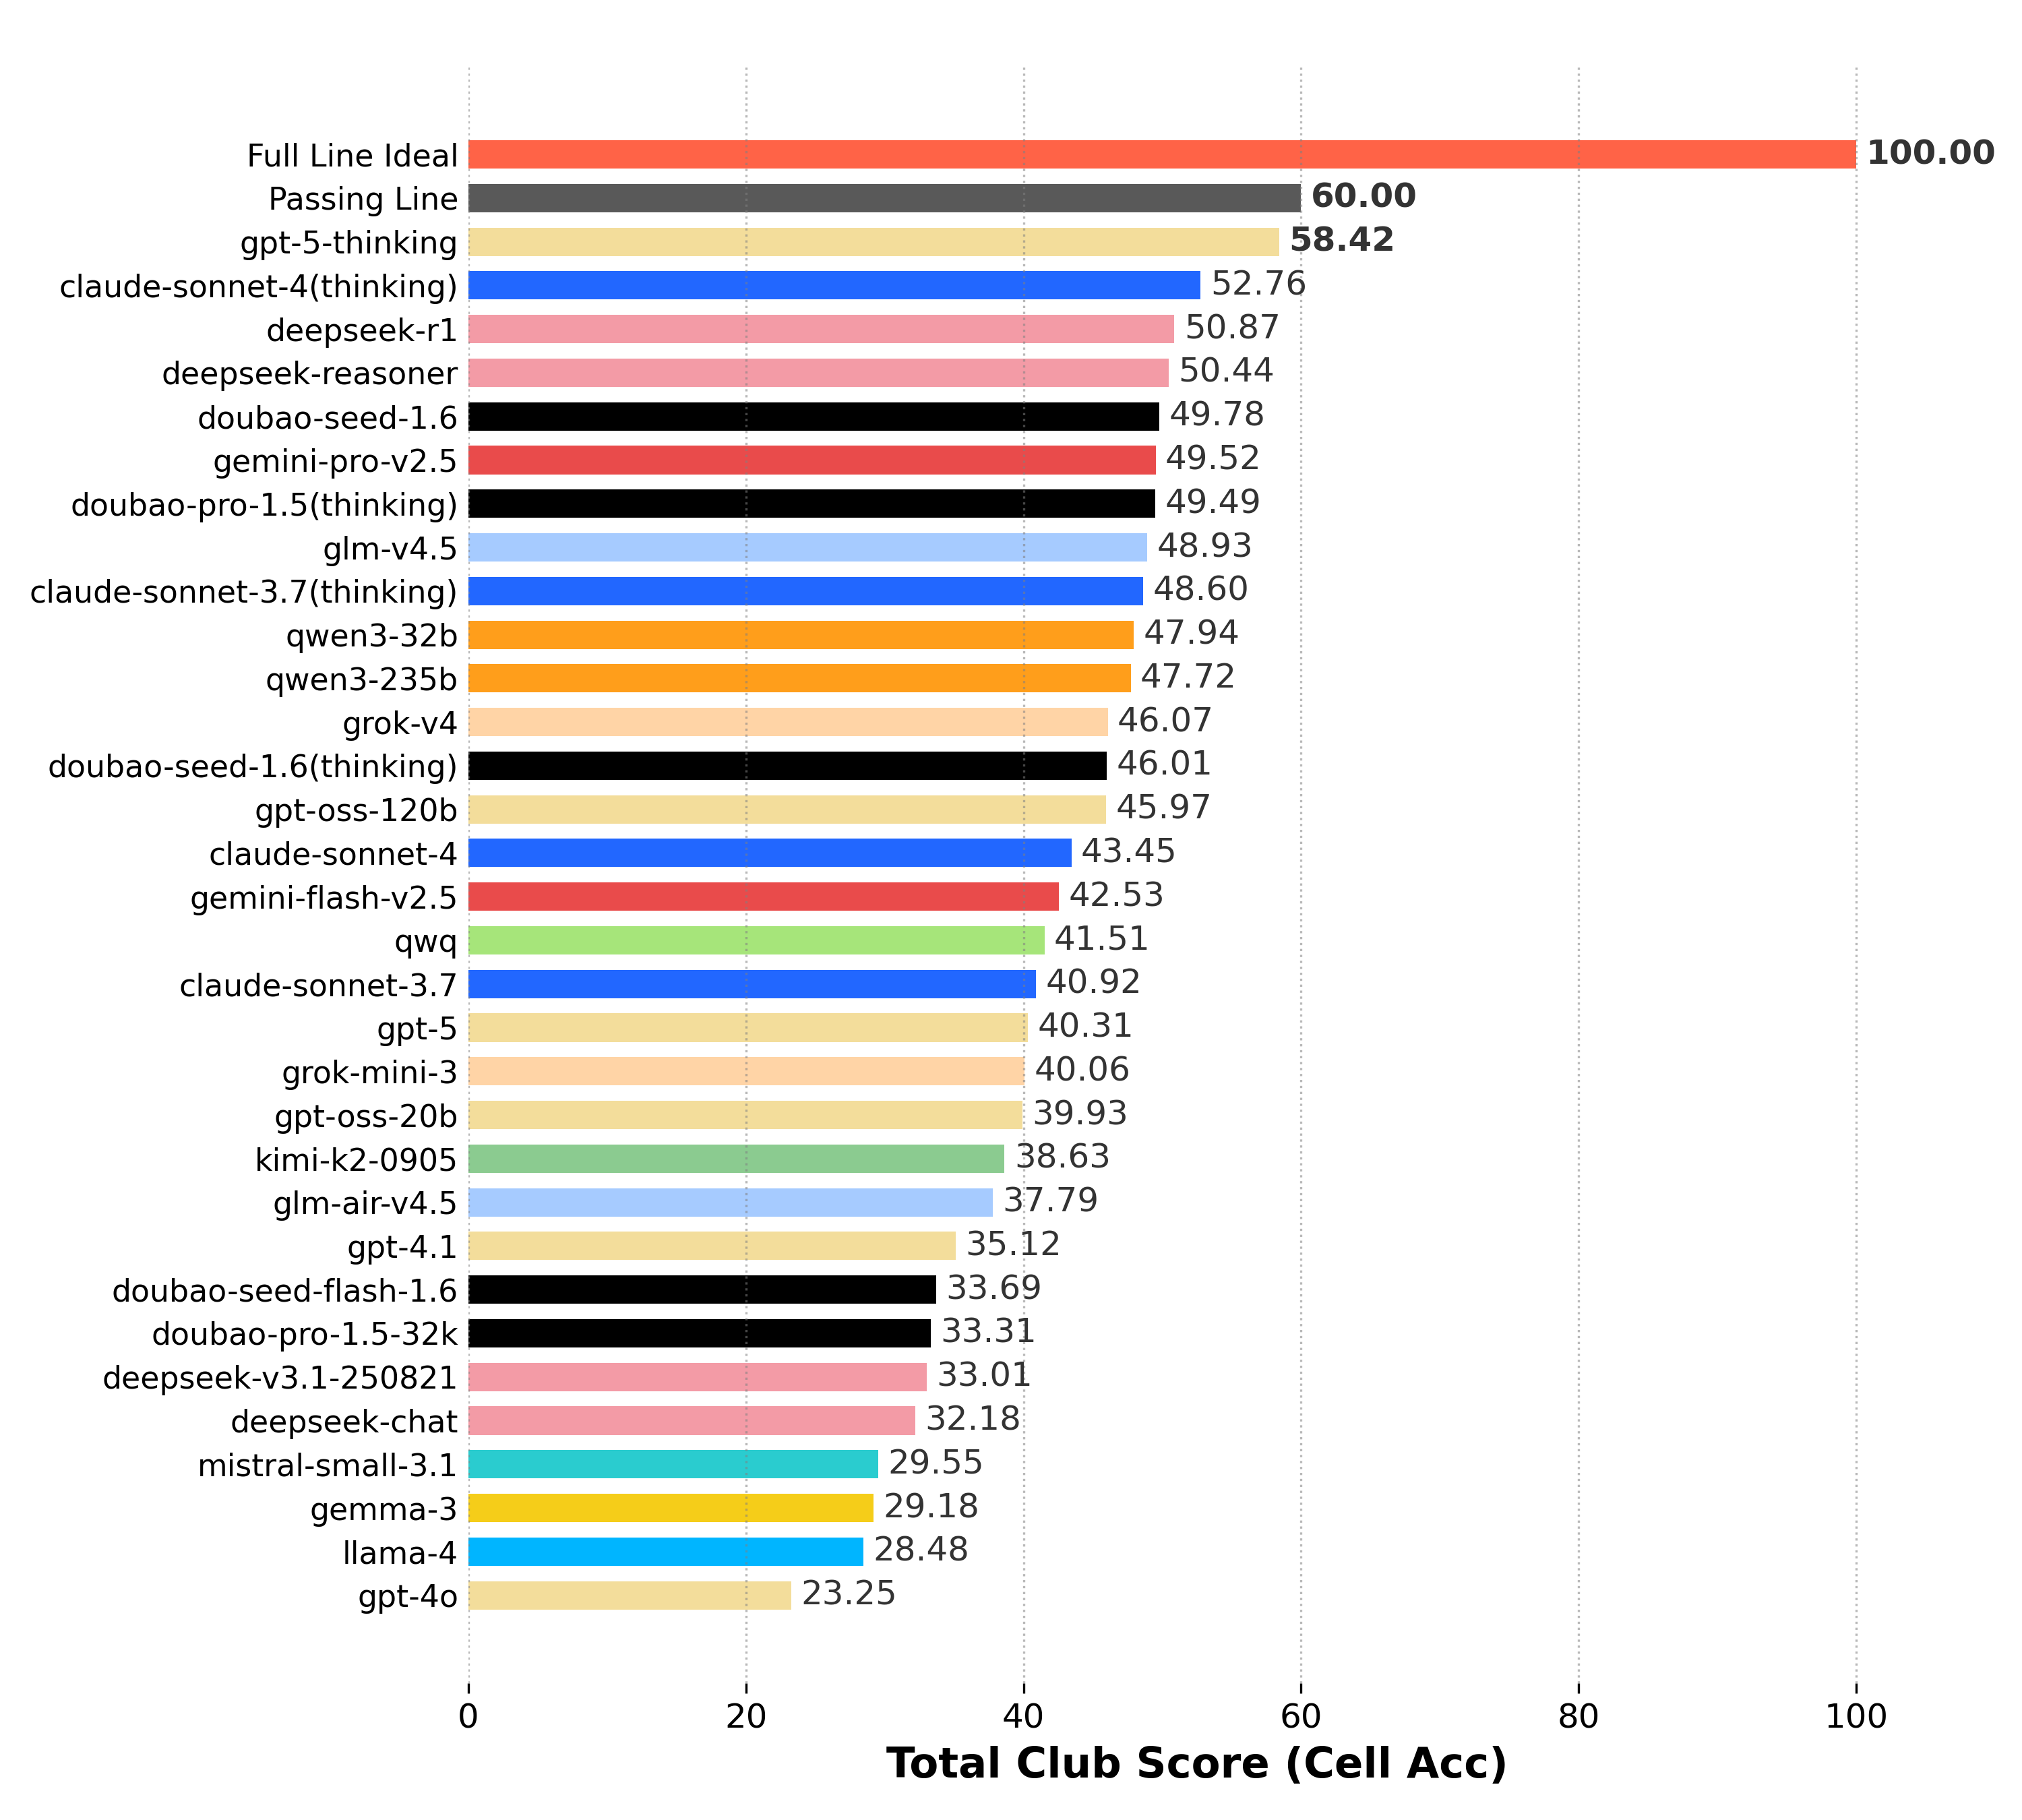 Full Line Ideal 100.00
Passing Line 60.00
gpt-5-thinking 58.42
claude-sonnet-4(thinking) 52.76
deepseek-r1 50.87
deepseek-reasoner 50.44
doubao-seed-1.6 49.78
gemini-pro-v2.5 49.52
doubao-pro-1.5(thinking) 49.49
glm-v4.5 48.93
claude-sonnet-3.7(thinking) 48.60
qwen3-32b 47.94
qwen3-235b 47.72
grok-v4 46.07
doubao-seed-1.6(thinking) 46.01
gpt-oss-120b 45.97
claude-sonnet-4 43.45
gemini-flash-v2.5 42.53
qwq 41.51
claude-sonnet-3.7 40.92
gpt-5 40.31
grok-mini-3 40.06
gpt-oss-20b 39.93
kimi-k2-0905 38.63
glm-air-v4.5 37.79
gpt-4.1 35.12
doubao-seed-flash-1.6 33.69
doubao-pro-1.5-32k 33.31
deepseek-v3.1-250821 33.01
deepseek-chat 32.18
mistral-small-3.1 29.55
gemma-3 29.18
llama-4 28.48
gpt-4o 23.25
0 20 40 60 80 100
Total Club Score (Cell Acc)